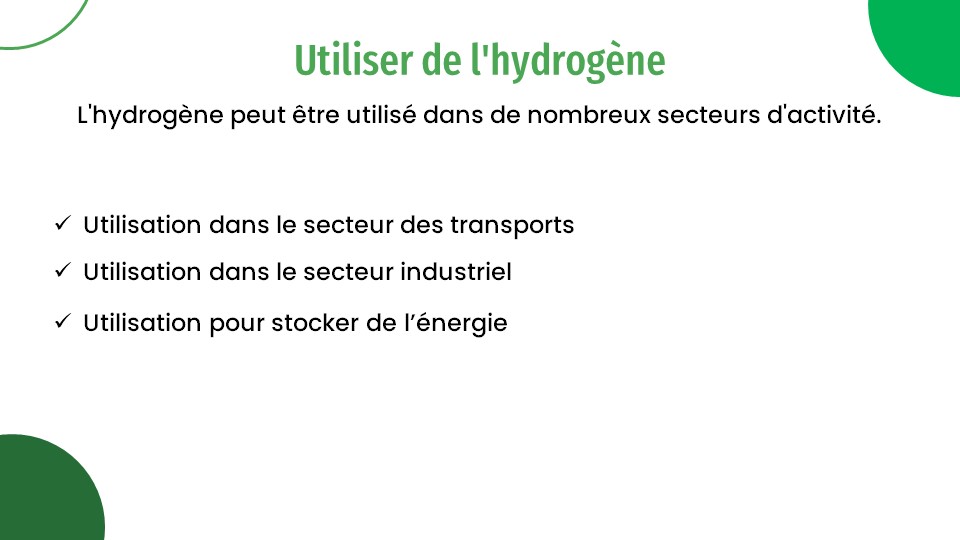 Utiliser de l'hydrogène
L'hydrogène peut être utilisé dans de nombreux secteurs d'activité.
✓ Utilisation dans le secteur des transports
✓ Utilisation dans le secteur industriel
✓ Utilisation pour stocker de l’énergie